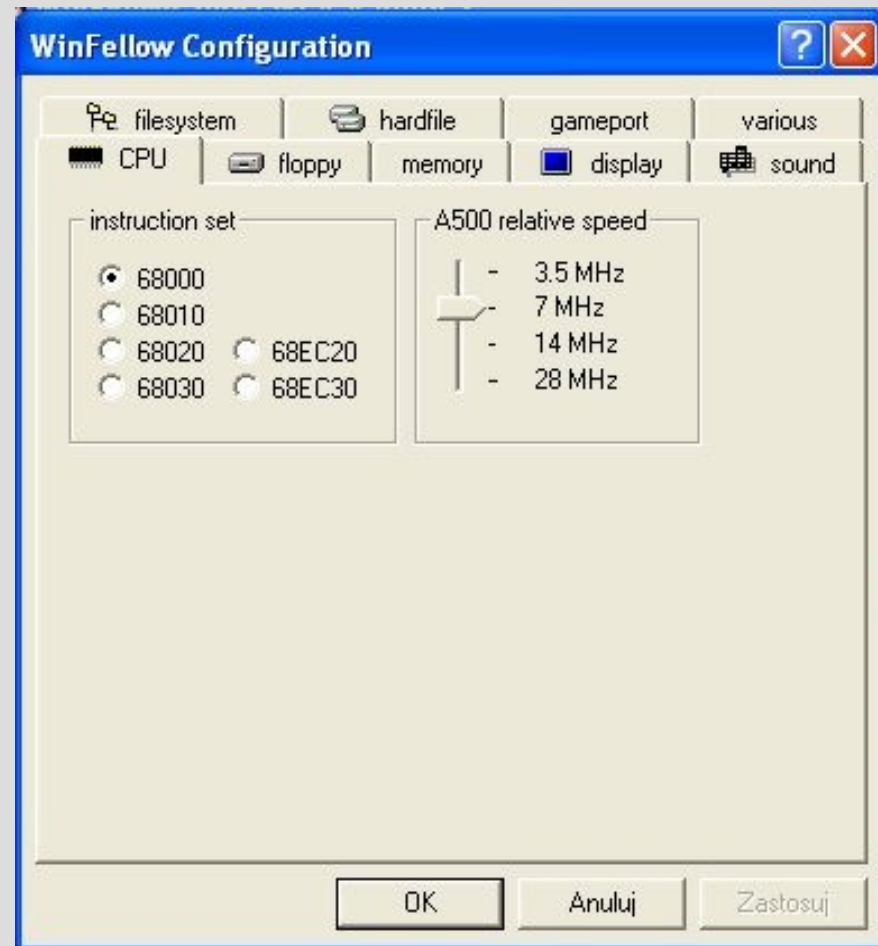 WinFellow Configuration
filesystem hardfile gameport various
CPU floppy memory display sound
instruction set A500 relative speed
68000 3.5 MHz
68010 7 MHz
68020 68EC20 14 MHz
68030 68EC30 28 MHz
OK Anuluj Zastosuj